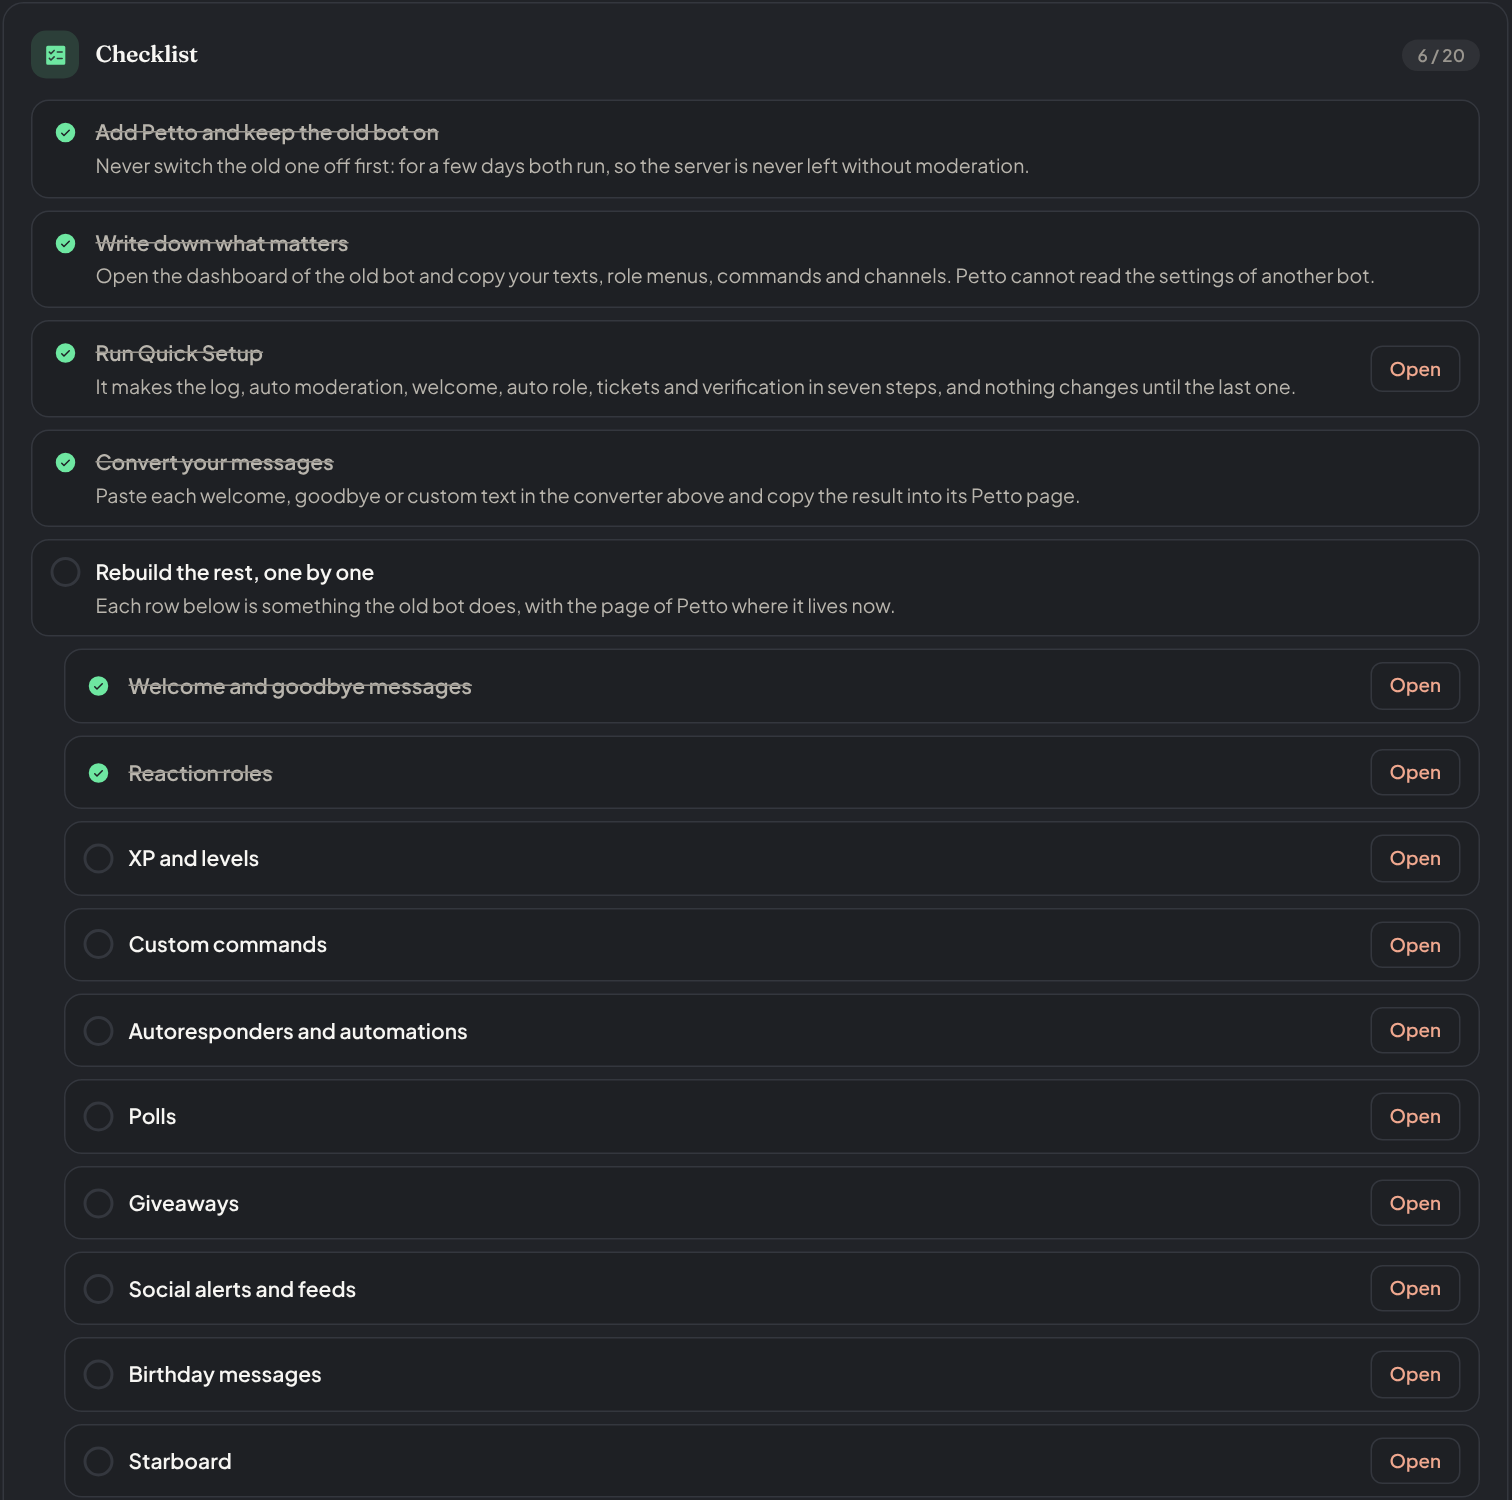 Checklist
6 / 20
Add Petto and keep the old bot on
Never switch the old one off first: for a few days both run, so the server is never left without moderation.
Write down what matters
Open the dashboard of the old bot and copy your texts, role menus, commands and channels. Petto cannot read the settings of another bot.
Run Quick Setup
It makes the log, auto moderation, welcome, auto role, tickets and verification in seven steps, and nothing changes until the last one.
Open
Convert your messages
Paste each welcome, goodbye or custom text in the converter above and copy the result into its Petto page.
Rebuild the rest, one by one
Each row below is something the old bot does, with the page of Petto where it lives now.
Welcome and goodbye messages
Open
Reaction roles
Open
XP and levels
Open
Custom commands
Open
Autoresponders and automations
Open
Polls
Open
Giveaways
Open
Social alerts and feeds
Open
Birthday messages
Open
Starboard
Open